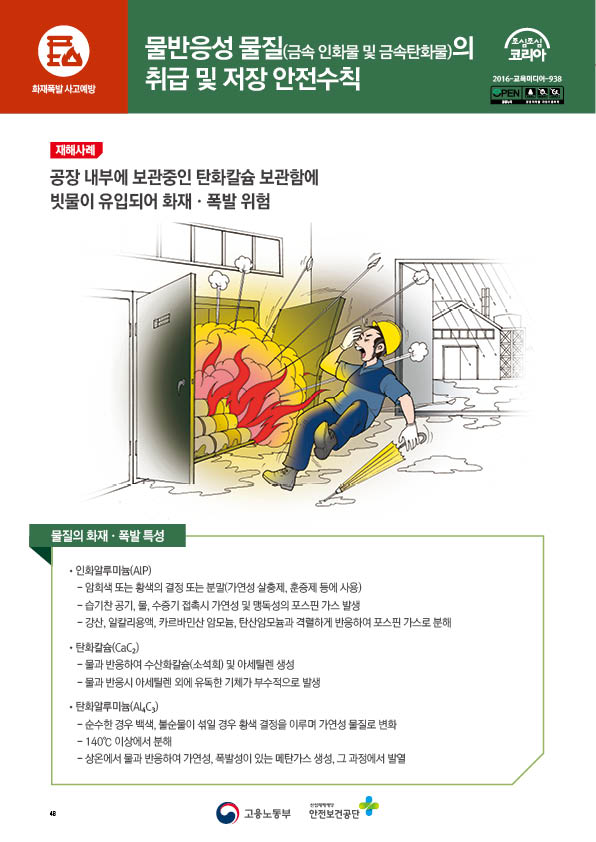 화재폭발 사고예방
물반응성 물질(금속 인화물 및 금속탄화물)의
취급 및 저장 안전수칙
조심조심
코리아
2016-교육미디어-938
OPEN
재해사례
공장 내부에 보관중인 탄화칼슘 보관함에
빗물이 유입되어 화재 · 폭발 위험
물질의 화재 · 폭발 특성
• 인화알루미늄(AlP)
- 암회색 또는 황색의 결정 또는 분말(가연성 살충제, 훈증제 등에 사용)
- 습기찬 공기, 물, 수증기 접촉시 가연성 및 맹독성의 포스핀 가스 발생
- 강산, 일칼리용액, 카르바민산 암모늄, 탄산암모늄과 격렬하게 반응하여 포스핀 가스로 분해
• 탄화칼슘(CaC₂)
- 물과 반응하여 수산화칼슘(소석회) 및 아세틸렌 생성
- 물과 반응시 아세틸렌 외에 유독한 기체가 부수적으로 발생
• 탄화알루미늄(Al₄C₃)
- 순수한 경우 백색, 불순물이 섞일 경우 황색 결정을 이루며 가연성 물질로 변화
- 140℃ 이상에서 분해
- 상온에서 물과 반응하여 가연성, 폭발성이 있는 메탄가스 생성, 그 과정에서 발열
48
고용노동부
산업재해예방
안전보건공단